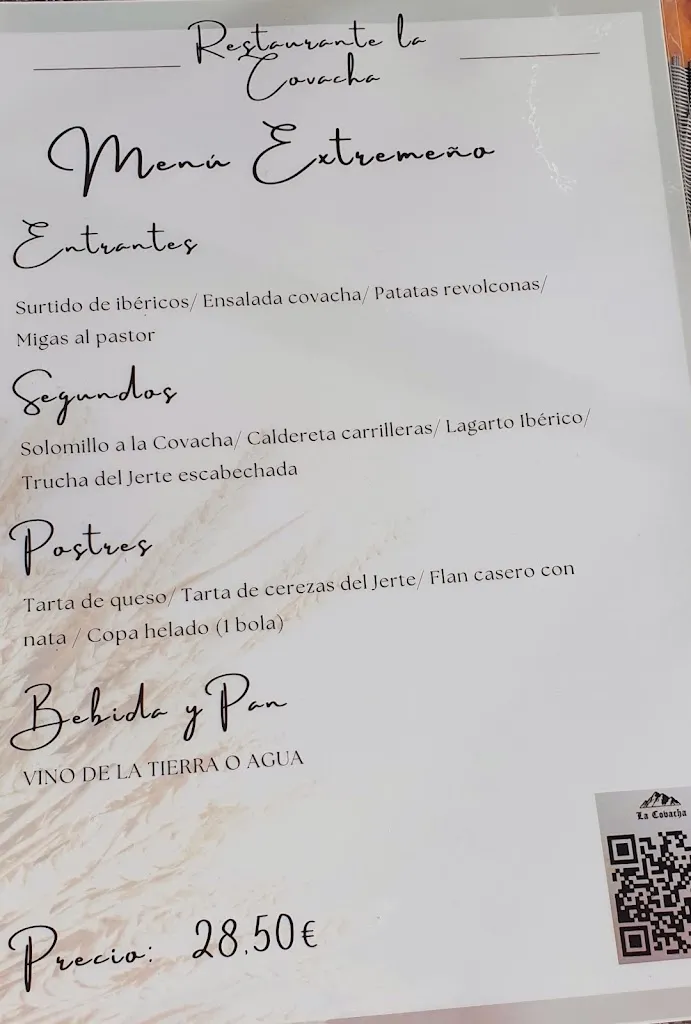 Restaurante la
Covacha
Menú Extremeño
Entrantes
Surtido de ibéricos/ Ensalada covacha/ Patatas revolconas/
Migas al pastor
Segundos
Solomillo a la Covacha/ Caldereta carrilleras/ Lagarto Ibérico/
Trucha del Jerte escabechada
Postres
Tarta de queso/ Tarta de cerezas del Jerte/ Flan casero con
nata / Copa helado (1 bola)
Bebida y Pan
VINO DE LA TIERRA O AGUA
La Covacha
Precio: 28.50€